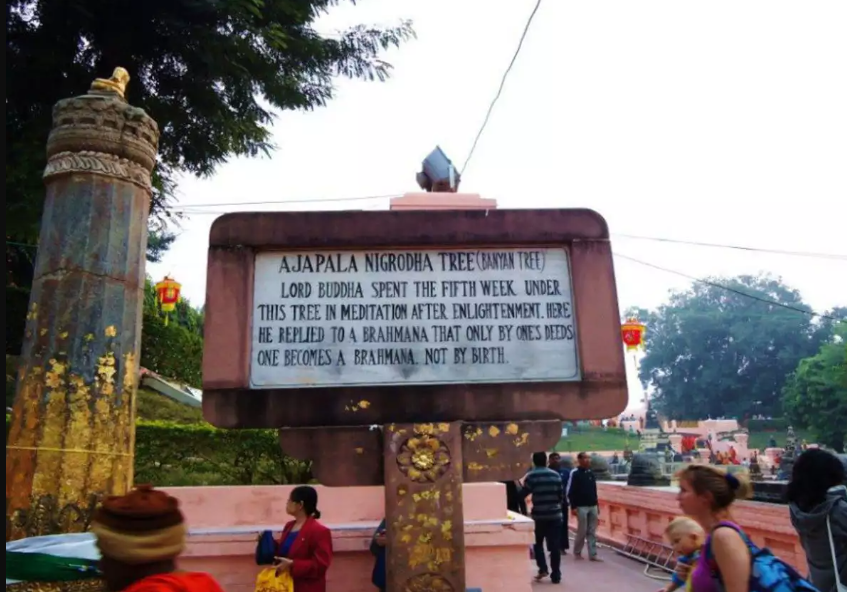 AJAPALA NIGRODHA TREE (BANYAN TREE)
LORD BUDDHA SPENT THE FIFTH WEEK UNDER
THIS TREE IN MEDITATION AFTER ENLIGHTENMENT. HERE
HE REPLIED TO A BRAHMANA THAT ONLY BY ONE'S DEEDS
ONE BECOMES A BRAHMANA. NOT BY BIRTH.